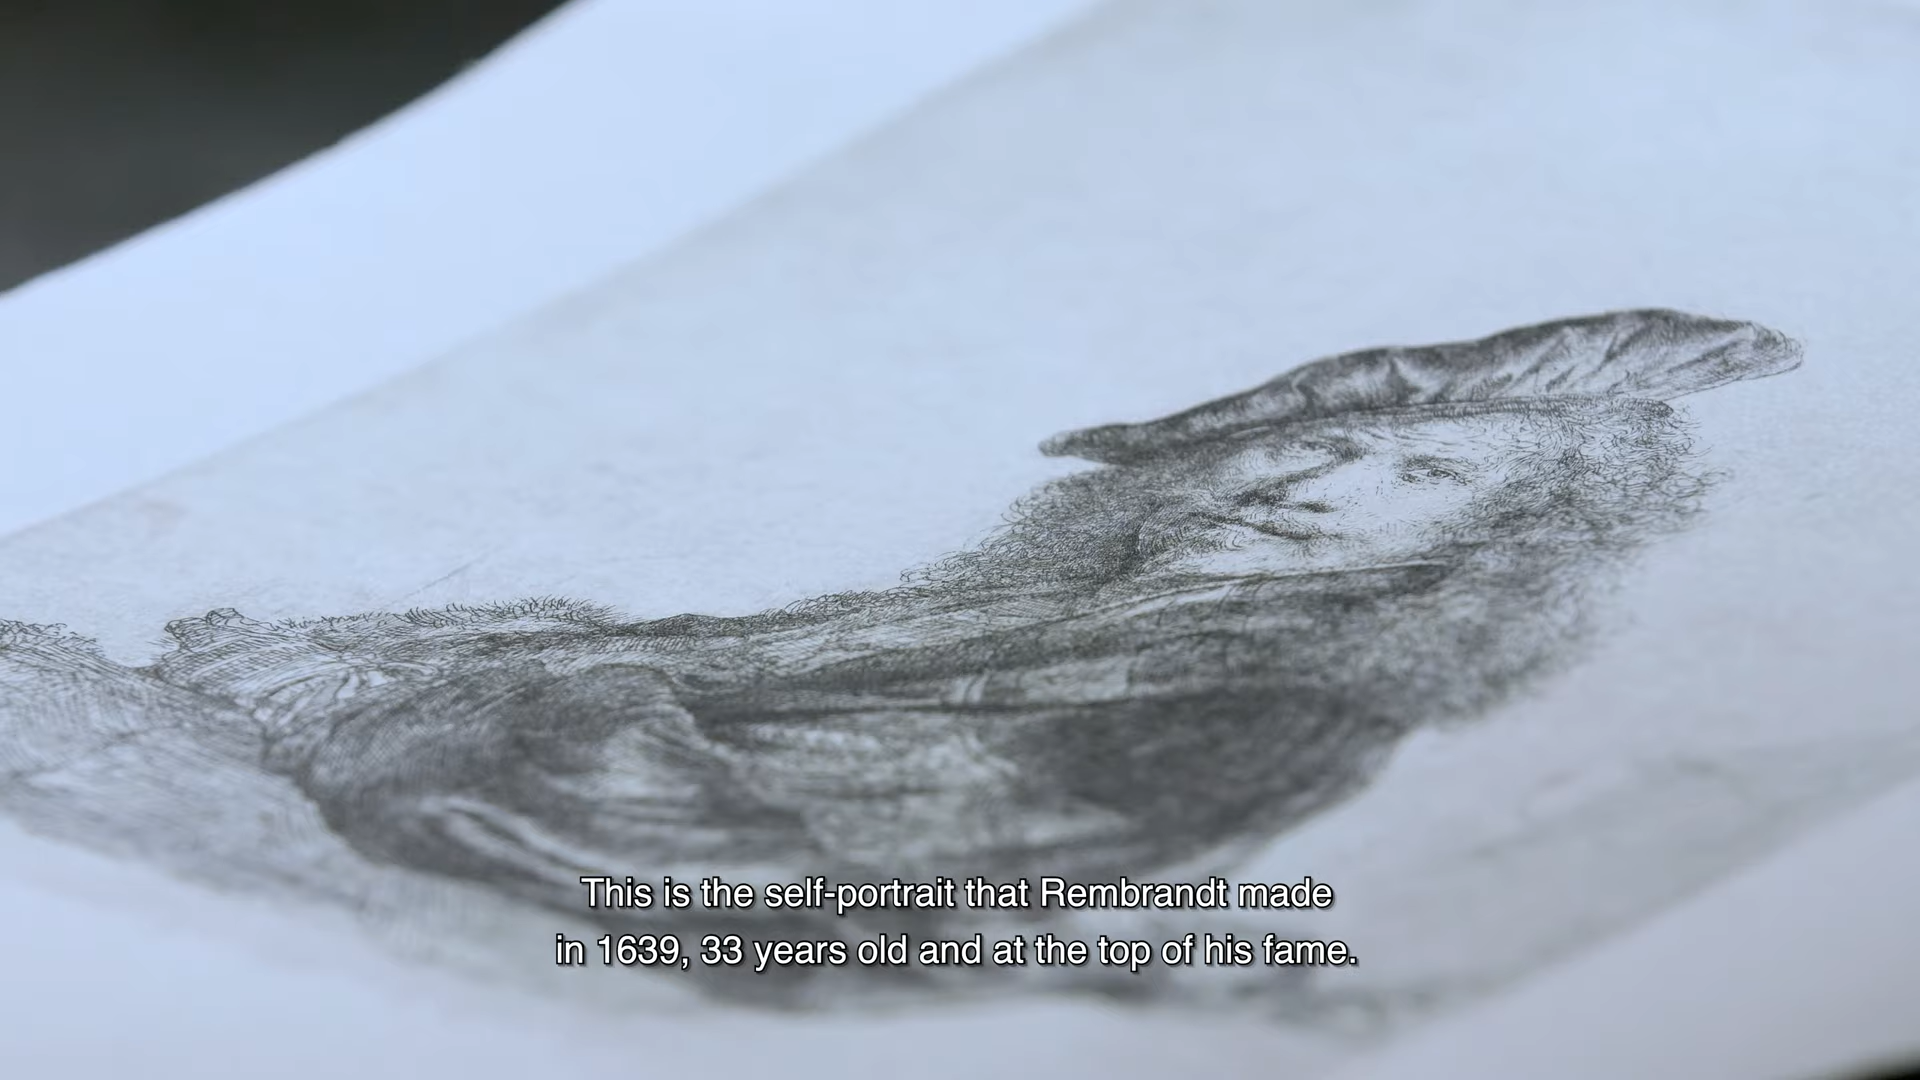 This is the self-portrait that Rembrandt made
in 1639, 33 years old and at the top of his fame.